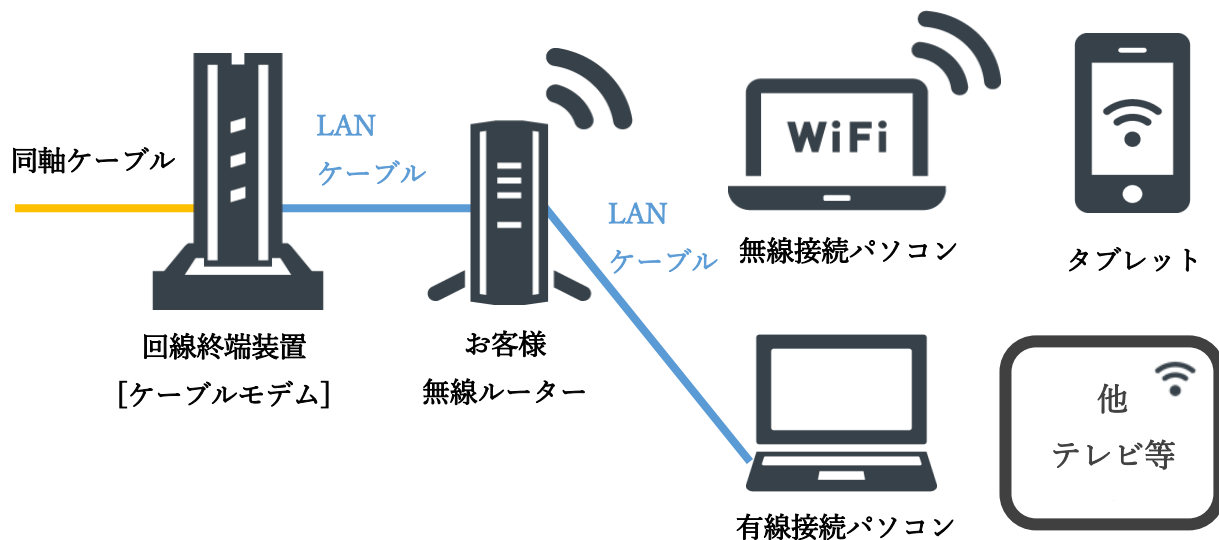 同軸ケーブル
LAN
ケーブル
回線終端装置
[ケーブルモデム]
お客様
無線ルーター
LAN
ケーブル
WiFi
無線接続パソコン
タブレット
有線接続パソコン
他
テレビ等